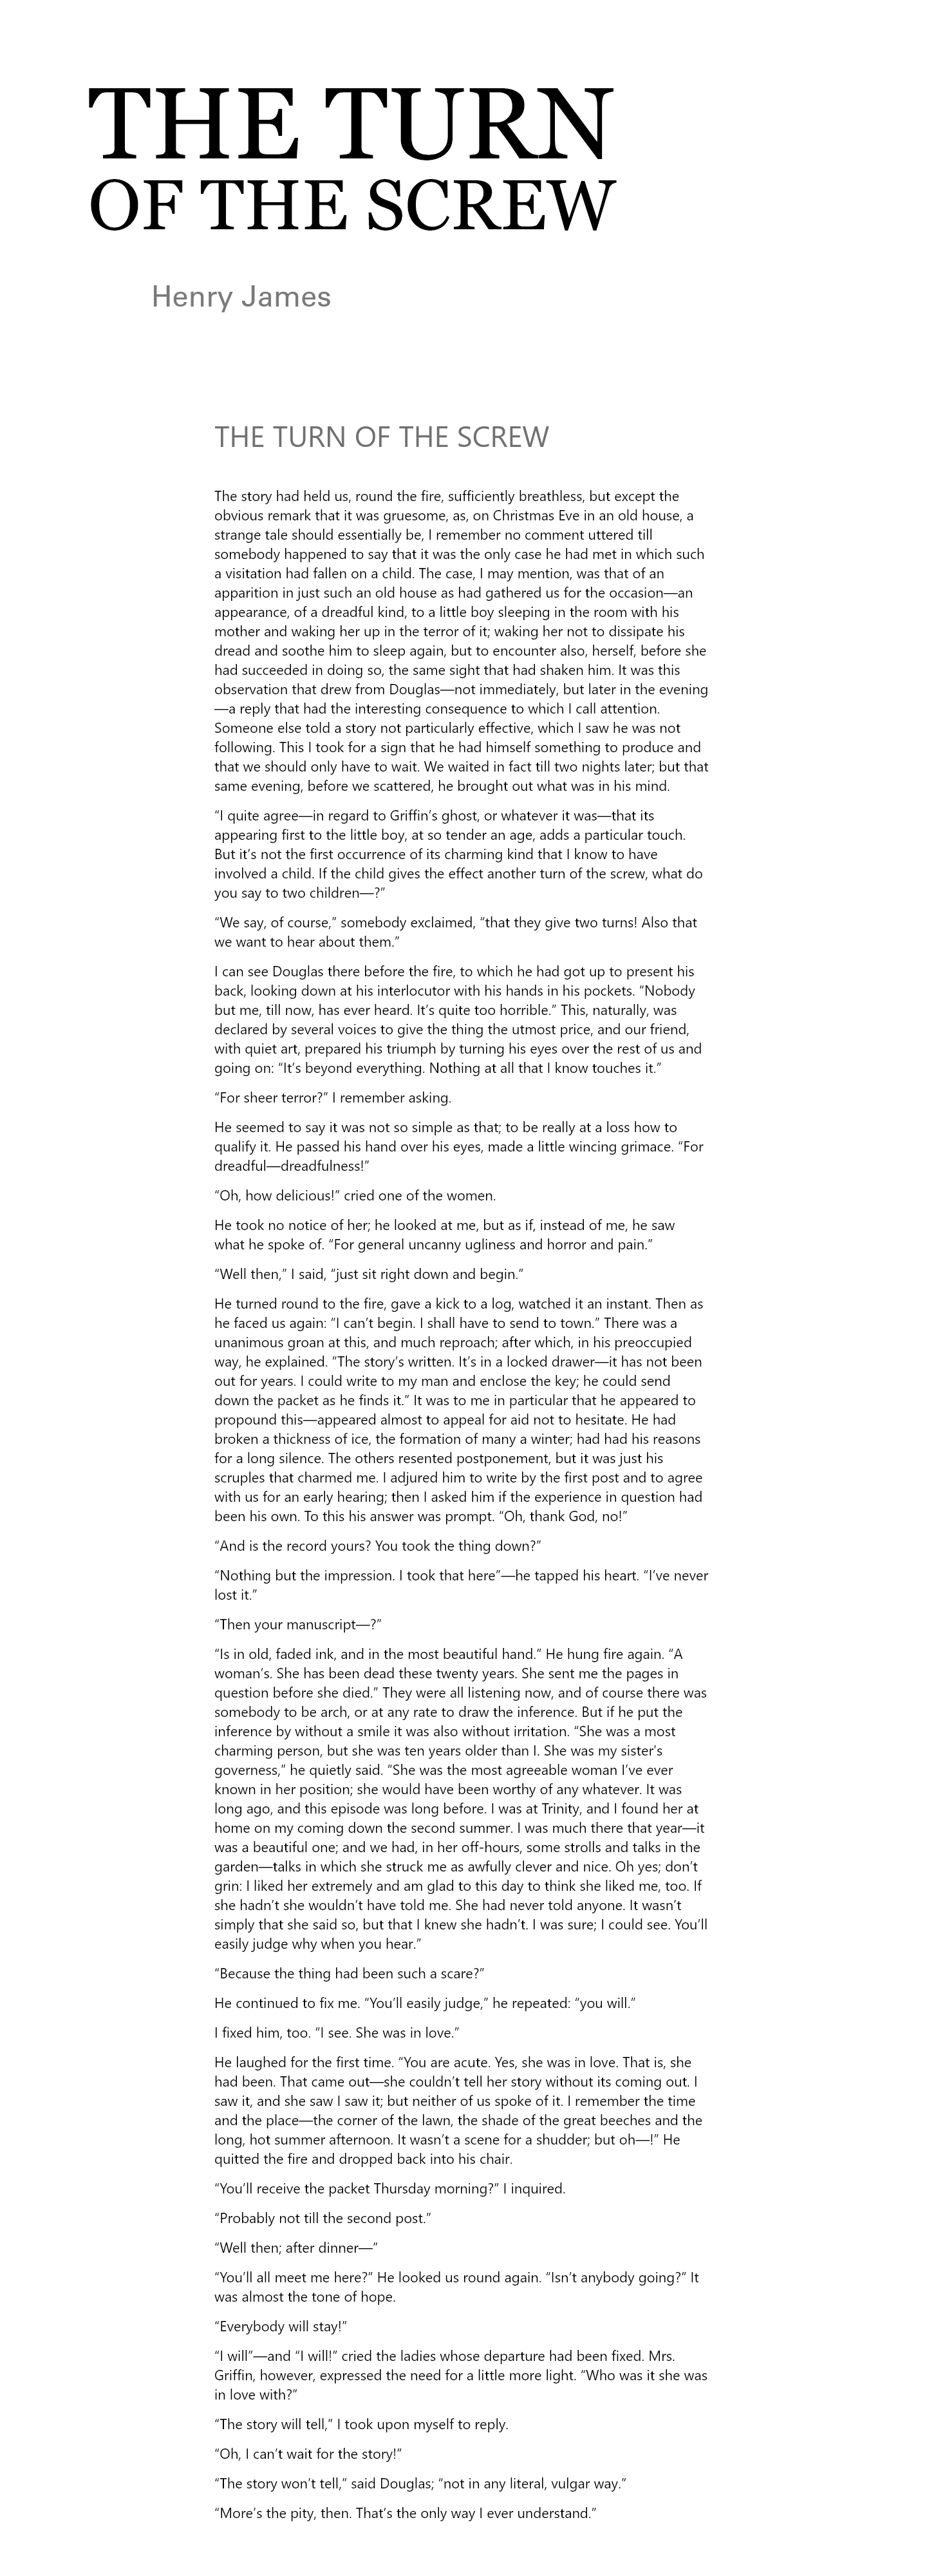 THE TURN
OF THE SCREW
Henry James
THE TURN OF THE SCREW
The story had held us, round the fire, sufficiently breathless, but except the
obvious remark that it was gruesome, as, on Christmas Eve in an old house, a
strange tale should essentially be, I remember no comment uttered till
somebody happened to say that it was the only case he had met in which such
a visitation had fallen on a child. The case, I may mention, was that of an
apparition in just such an old house as had gathered us for the occasion—an
appearance, of a dreadful kind, to a little boy sleeping in the room with his
mother and waking her up in the terror of it; waking her not to dissipate his
dread and soothe him to sleep again, but to encounter also, herself, before she
had succeeded in doing so, the same sight that had shaken him. It was this
observation that drew from Douglas—not immediately, but later in the evening
—a reply that had the interesting consequence to which I call attention.
Someone else told a story not particularly effective, which I saw he was not
following. This I took for a sign that he had himself something to produce and
that we should only have to wait. We waited in fact till two nights later; but that
same evening, before we scattered, he brought out what was in his mind.
“I quite agree—in regard to Griffin’s ghost, or whatever it was—that its
appearing first to the little boy, at so tender an age, adds a particular touch.
But it’s not the first occurrence of its charming kind that I know to have
involved a child. If the child gives the effect another turn of the screw, what do
you say to two children—?”
“We say, of course,” somebody exclaimed, “that they give two turns! Also that
we want to hear about them.”
I can see Douglas there before the fire, to which he had got up to present his
back, looking down at his interlocutor with his hands in his pockets. “Nobody
but me, till now, has ever heard. It’s quite too horrible.” This, naturally, was
declared by several voices to give the thing the utmost price, and our friend,
with quiet art, prepared his triumph by turning his eyes over the rest of us and
going on: “It’s beyond everything. Nothing at all that I know touches it.”
“For sheer terror?” I remember asking.
He seemed to say it was not so simple as that; to be really at a loss how to
qualify it. He passed his hand over his eyes, made a little wincing grimace. “For
dreadful—dreadfulness!”
“Oh, how delicious!” cried one of the women.
He took no notice of her; he looked at me, but as if, instead of me, he saw
what he spoke of. “For general uncanny ugliness and horror and pain.”
“Well then,” I said, “just sit right down and begin.”
He turned round to the fire, gave a kick to a log, watched it an instant. Then as
he faced us again: “I can’t begin. I shall have to send to town.” There was a
unanimous groan at this, and much reproach; after which, in his preoccupied
way, he explained. “The story’s written. It’s in a locked drawer—it has not been
out for years. I could write to my man and enclose the key; he could send
down the packet as he finds it.” It was to me in particular that he appeared to
propound this—appeared almost to appeal for aid not to hesitate. He had
broken a thickness of ice, the formation of many a winter; had had his reasons
for a long silence. The others resented postponement, but it was just his
scruples that charmed me. I adjured him to write by the first post and to agree
with us for an early hearing; then I asked him if the experience in question had
been his own. To this his answer was prompt. “Oh, thank God, no!”
“And is the record yours? You took the thing down?”
“Nothing but the impression. I took that here”—he tapped his heart. “I’ve never
lost it.”
“Then your manuscript—?”
“Is in old, faded ink, and in the most beautiful hand.” He hung fire again. “A
woman’s. She has been dead these twenty years. She sent me the pages in
question before she died.” They were all listening now, and of course there was
somebody to be arch, or at any rate to draw the inference. But if he put the
inference by without a smile it was also without irritation. “She was a most
charming person, but she was ten years older than I. She was my sister’s
governess,” he quietly said. “She was the most agreeable woman I’ve ever
known in her position; she would have been worthy of any whatever. It was
long ago, and this episode was long before. I was at Trinity, and I found her at
home on my coming down the second summer. I was much there that year—it
was a beautiful one; and we had, in her off-hours, some strolls and talks in the
garden—talks in which she struck me as awfully clever and nice. Oh yes; don’t
grin: I liked her extremely and am glad to this day to think she liked me, too. If
she hadn’t she wouldn’t have told me. She had never told anyone. It wasn’t
simply that she said so, but that I knew she hadn’t. I was sure; I could see. You’ll
easily judge why when you hear.”
“Because the thing had been such a scare?”
He continued to fix me. “You’ll easily judge,” he repeated: “you will.”
I fixed him, too. “I see. She was in love.”
He laughed for the first time. “You are acute. Yes, she was in love. That is, she
had been. That came out—she couldn’t tell her story without its coming out. I
saw it, and she saw I saw it; but neither of us spoke of it. I remember the time
and the place—the corner of the lawn, the shade of the great beeches and the
long, hot summer afternoon. It wasn’t a scene for a shudder; but oh—!” He
quitted the fire and dropped back into his chair.
“You’ll receive the packet Thursday morning?” I inquired.
“Probably not till the second post.”
“Well then; after dinner—“
“You’ll all meet me here?” He looked us round again. “Isn’t anybody going?” It
was almost the tone of hope.
“Everybody will stay!”
“I will”—and “I will!” cried the ladies whose departure had been fixed. Mrs.
Griffin, however, expressed the need for a little more light. “Who was it she was
in love with?”
“The story will tell,” I took upon myself to reply.
“Oh, I can’t wait for the story!”
“The story won’t tell,” said Douglas; “not in any literal, vulgar way.”
“More’s the pity, then. That’s the only way I ever understand.”